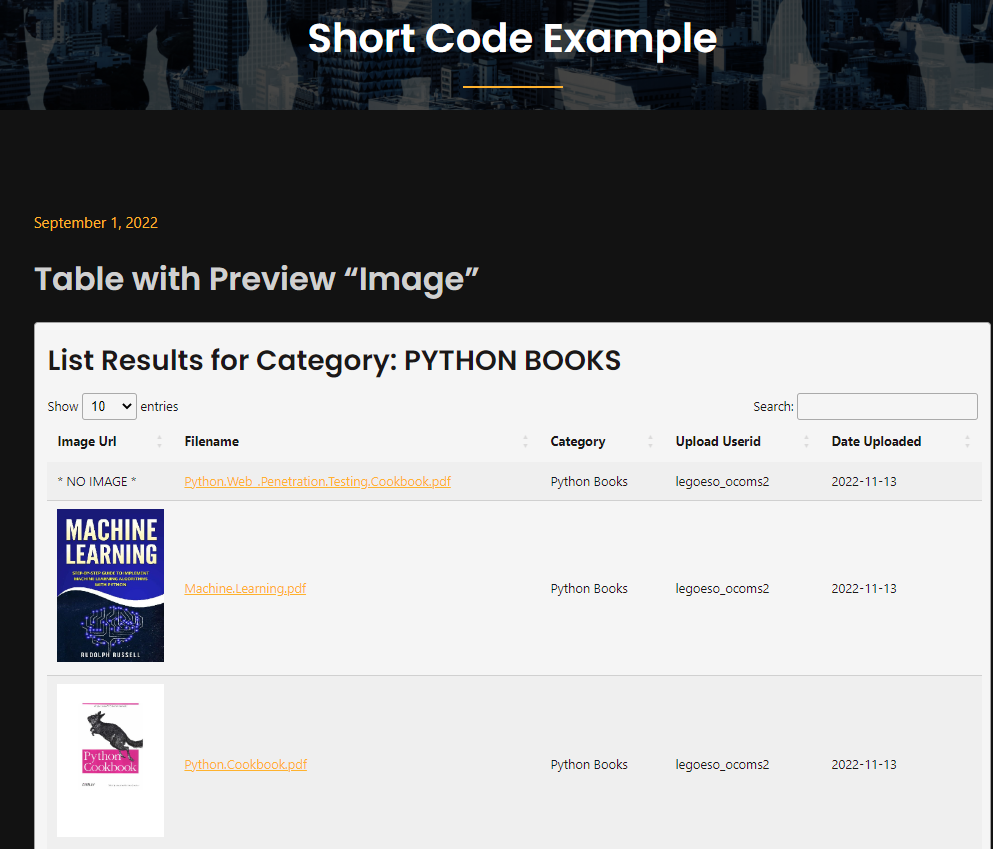 Short Code Example
September 1, 2022
Table with Preview “Image”
List Results for Category: PYTHON BOOKS
Show 10 entries Search:
Image Url Filename Category Upload Userid Date Uploaded
* NO IMAGE * Python.Web_.Penetration.Testing.Cookbook.pdf Python Books legoeso_ocoms2 2022-11-13
MACHINE
LEARNING
STEP-BY-STEP GUIDE TO IMPLEMENT
MACHINE LEARNING ALGORITHMS
WITH PYTHON
RUDOLPH RUSSELL
Machine.Learning.pdf Python Books legoeso_ocoms2 2022-11-13
Python
Cookbook
Python.Cookbook.pdf Python Books legoeso_ocoms2 2022-11-13